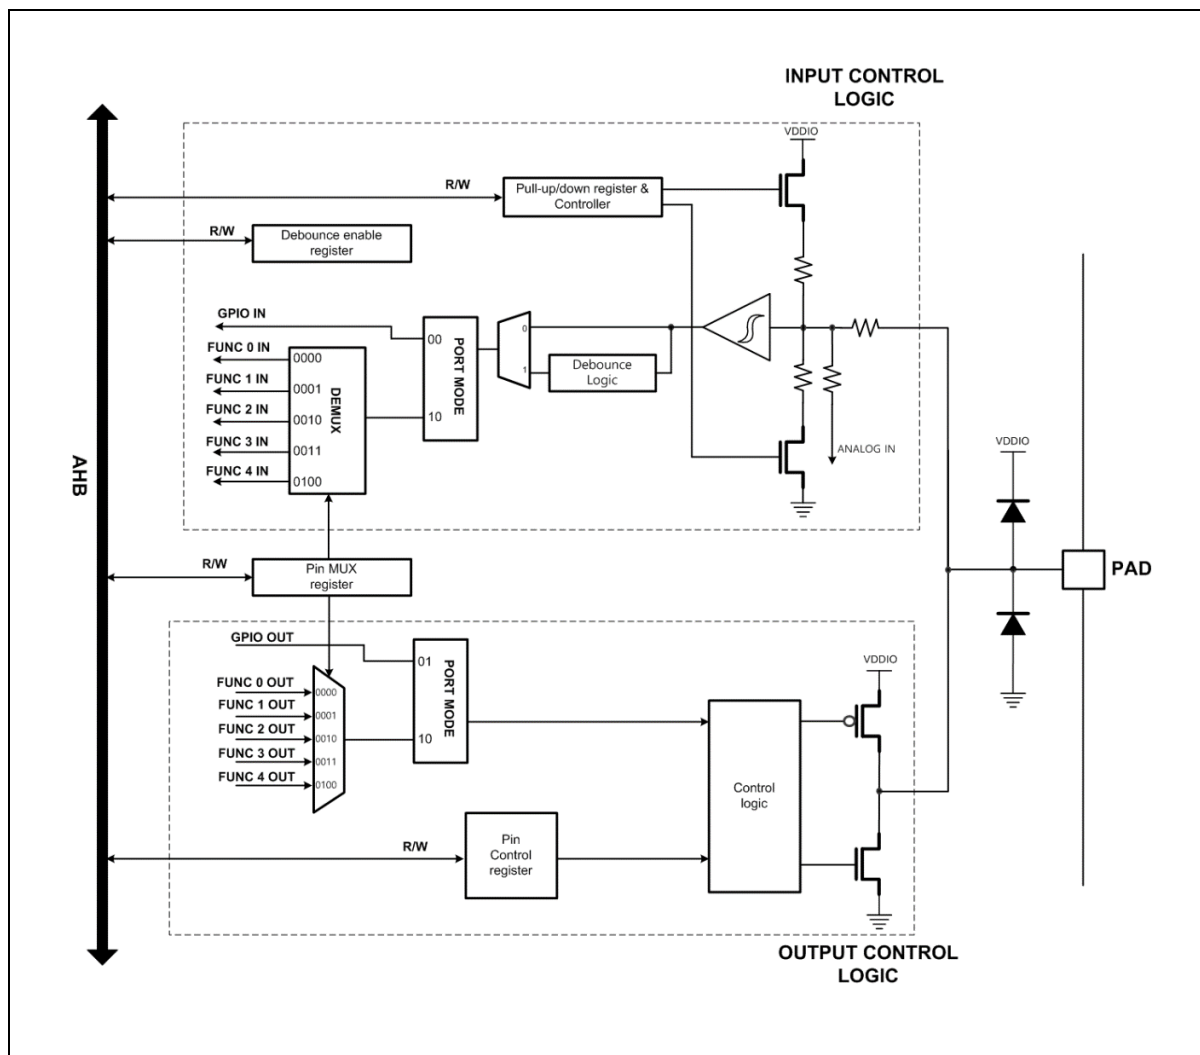 INPUT CONTROL
LOGIC
VDDIO
R/W
Pull-up/down register &
Controller
R/W
Debounce enable
register
GPIO IN
00
PORT MODE
10
0
1
Debounce
Logic
FUNC 0 IN
FUNC 1 IN
FUNC 2 IN
FUNC 3 IN
FUNC 4 IN
0000
0001
0010
0011
0100
DEMUX
ANALOG IN
AHB
VDDIO
PAD
R/W
Pin MUX
register
GPIO OUT
01
PORT MODE
10
FUNC 0 OUT
FUNC 1 OUT
FUNC 2 OUT
FUNC 3 OUT
FUNC 4 OUT
0000
0001
0010
0011
0100
VDDIO
Control
logic
R/W
Pin
Control
register
OUTPUT CONTROL
LOGIC